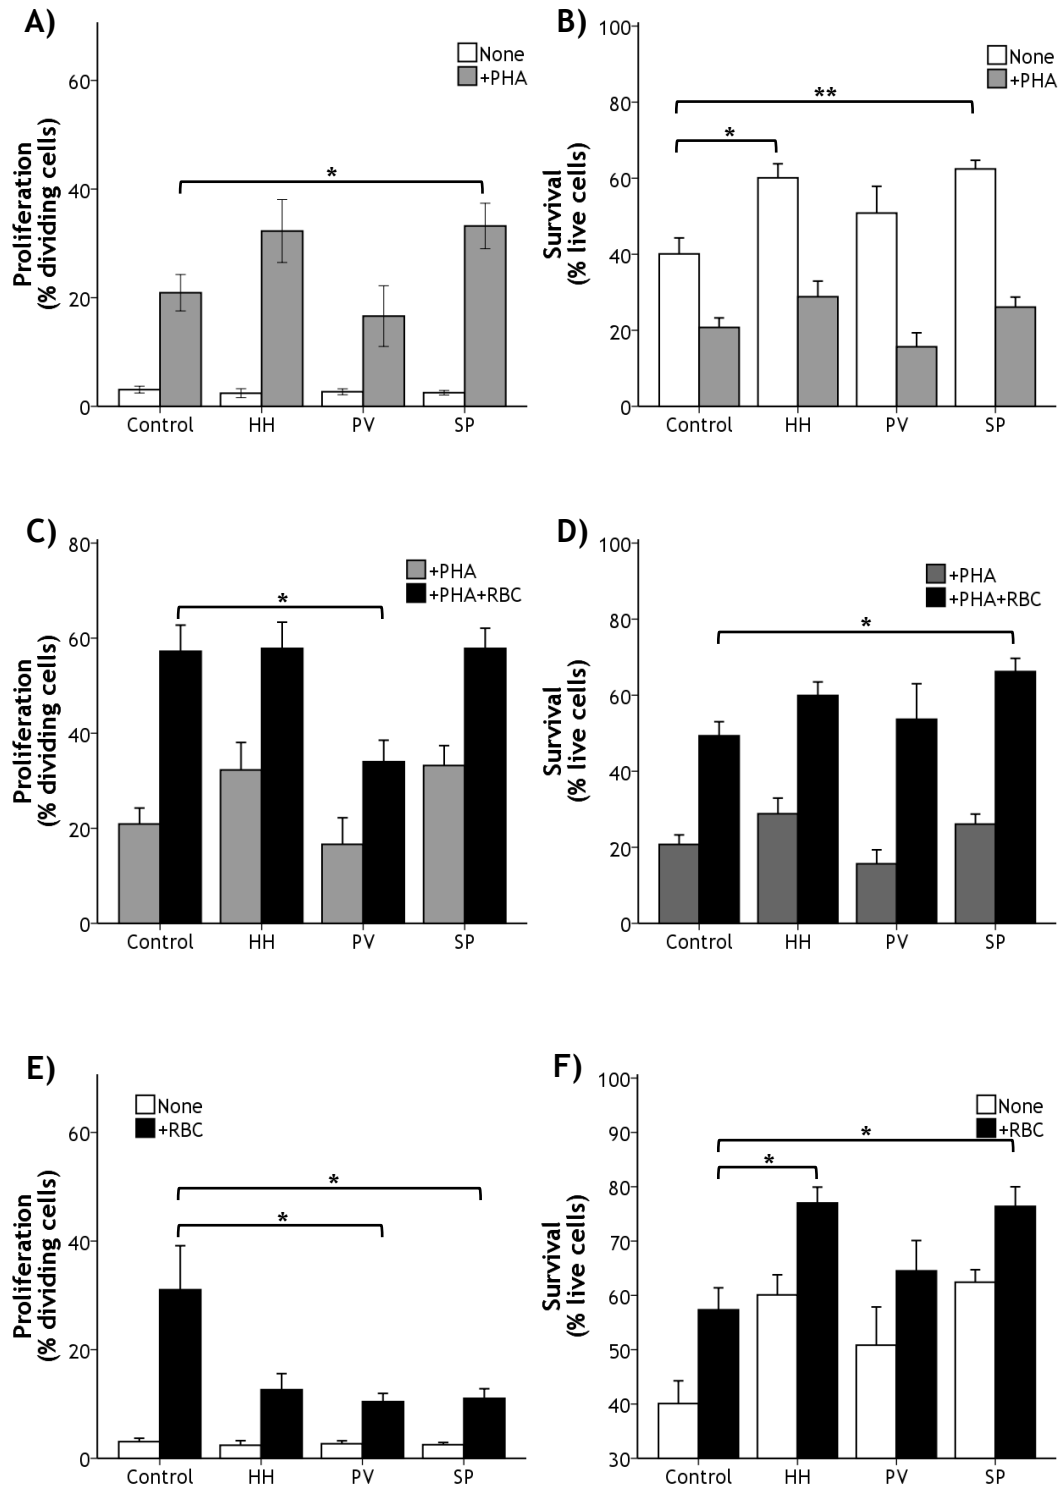 A)
None
+PHA
Proliferation
(% dividing cells)
60
40
20
0
*
Control HH PV SP
B)
None
+PHA
Survival
(% live cells)
100
80
60
40
20
0
**
*
Control HH PV SP
C)
+PHA
+PHA+RBC
Proliferation
(% dividing cells)
80
60
40
20
0
*
Control HH PV SP
D)
+PHA
+PHA+RBC
Survival
(% live cells)
100
80
60
40
20
0
*
Control HH PV SP
E)
None
+RBC
Proliferation
(% dividing cells)
60
40
20
0
*
*
Control HH PV SP
F)
None
+RBC
Survival
(% live cells)
100
90
80
70
60
50
40
30
*
*
Control HH PV SP